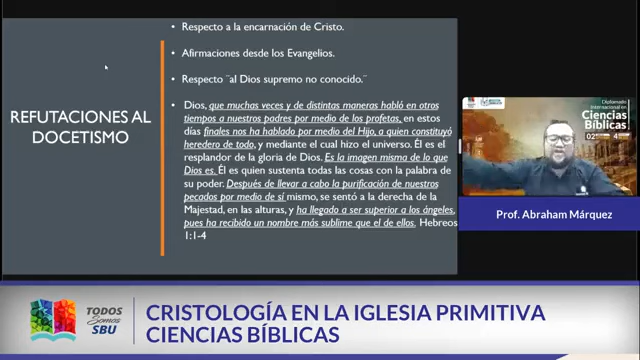 REFUTACIONES AL
DOCETISMO
• Respecto a la encarnación de Cristo.
• Afirmaciones desde los Evangelios.
• Respecto ¨al Dios supremo no conocido.¨
• Dios, que muchas veces y de distintas maneras habló en otros
tiempos a nuestros padres por medio de los profetas, en estos
días finales nos ha hablado por medio del Hijo, a quien constituyó
heredero de todo, y mediante el cual hizo el universo. Él es el
resplandor de la gloria de Dios. Es la imagen misma de lo que
Dios es. Él es quien sustenta todas las cosas con la palabra de
su poder. Después de llevar a cabo la purificación de nuestros
pecados por medio de sí mismo, se sentó a la derecha de la
Majestad, en las alturas, y ha llegado a ser superior a los ángeles,
pues ha recibido un nombre más sublime que el de ellos. Hebreos
1:1-4
Diplomado
Internacional en
Ciencias
Bíblicas
Prof. Abraham Márquez
TODOS
Somos
SBU
CRISTOLOGÍA EN LA IGLESIA PRIMITIVA
CIENCIAS BÍBLICAS